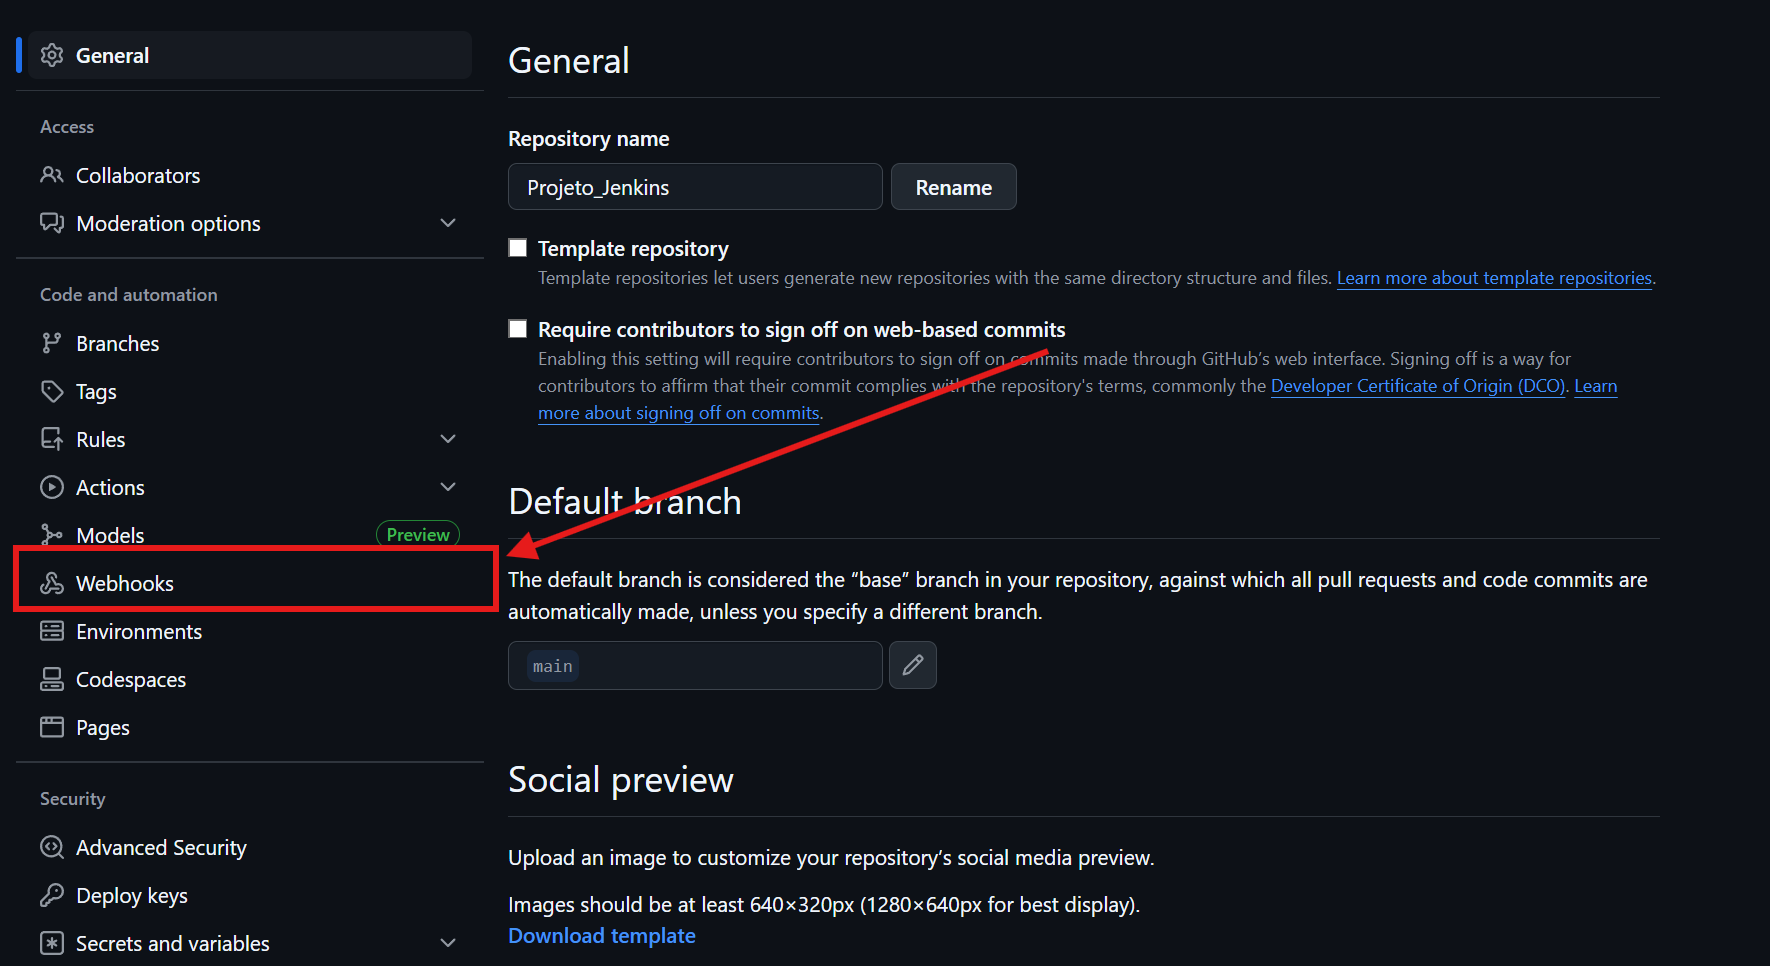 General
Access
Collaborators
Moderation options
Code and automation
Branches
Tags
Rules
Actions
Models
Preview
Webhooks
Environments
Codespaces
Pages
Security
Advanced Security
Deploy keys
Secrets and variables
General
Repository name
Projeto_Jenkins
Rename
Template repository
Template repositories let users generate new repositories with the same directory structure and files. Learn more about template repositories.
Require contributors to sign off on web-based commits
Enabling this setting will require contributors to sign off on commits made through GitHub’s web interface. Signing off is a way for
contributors to affirm that their commit complies with the repository's terms, commonly the Developer Certificate of Origin (DCO). Learn
more about signing off on commits.
Default branch
The default branch is considered the “base” branch in your repository, against which all pull requests and code commits are
automatically made, unless you specify a different branch.
main
Social preview
Upload an image to customize your repository’s social media preview.
Images should be at least 640×320px (1280×640px for best display).
Download template